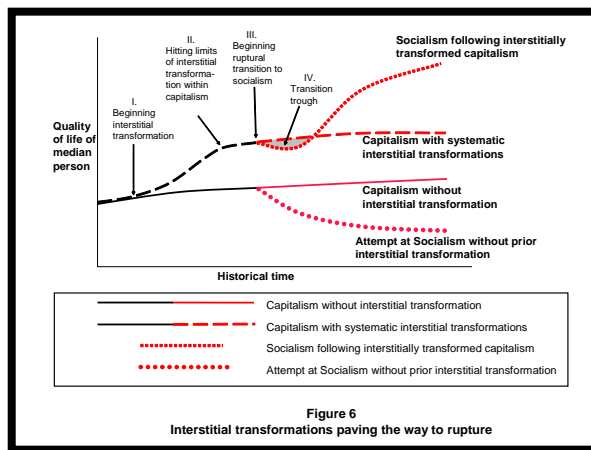 II.
Hitting limits
of interstitial
transforma-
tion within
capitalism
III.
Beginning
ruptural
transition to
socialism
Socialism following interstitially
transformed capitalism
IV.
Transition
trough
I.
Beginning
interstitial
transformation
Quality
of life of
median
person
Capitalism with systematic
interstitial transformations
Capitalism without
interstitial transformation
Attempt at Socialism without prior
interstitial transformation
Historical time
Capitalism without interstitial transformation
Capitalism with systematic interstitial transformations
Socialism following interstitially transformed capitalism
Attempt at Socialism without prior interstitial transformation
Figure 6
Interstitial transformations paving the way to rupture